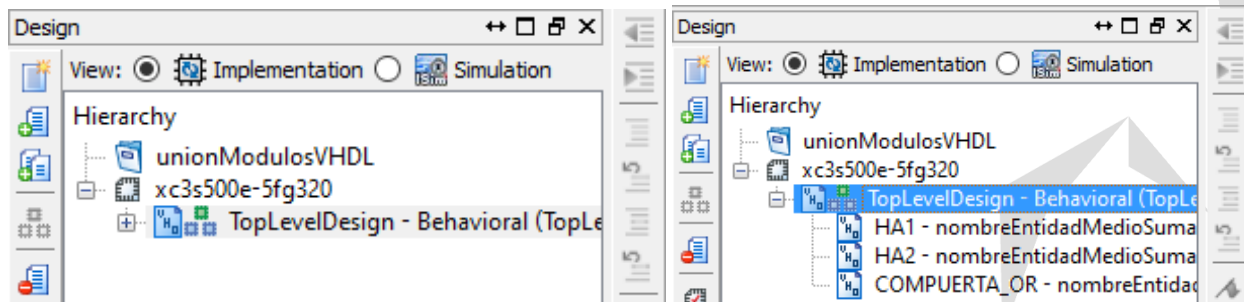 Design
View: Implementation Simulation
Hierarchy
unionModulosVHDL
xc3s500e-5fg320
TopLevelDesign - Behavioral (TopLe
Design
View: Implementation Simulation
Hierarchy
unionModulosVHDL
xc3s500e-5fg320
TopLevelDesign - Behavioral (TopLe
HA1 - nombreEntidadMedioSuma
HA2 - nombreEntidadMedioSuma
COMPUERTA_OR - nombreEntidad